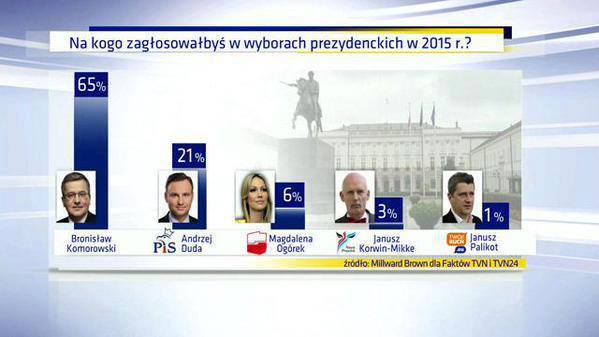 Na kogo zagłosowałbyś w wyborach prezydenckich w 2015 r.?
65%
21%
6%
3%
1%
Bronisław
Komorowski
PiS
Andrzej
Duda
Magdalena
Ogórek
Janusz
Korwin-Mikke
TWÓJ
RUCH
Janusz
Palikot
źródło: Millward Brown dla Faktów TVN i TVN24